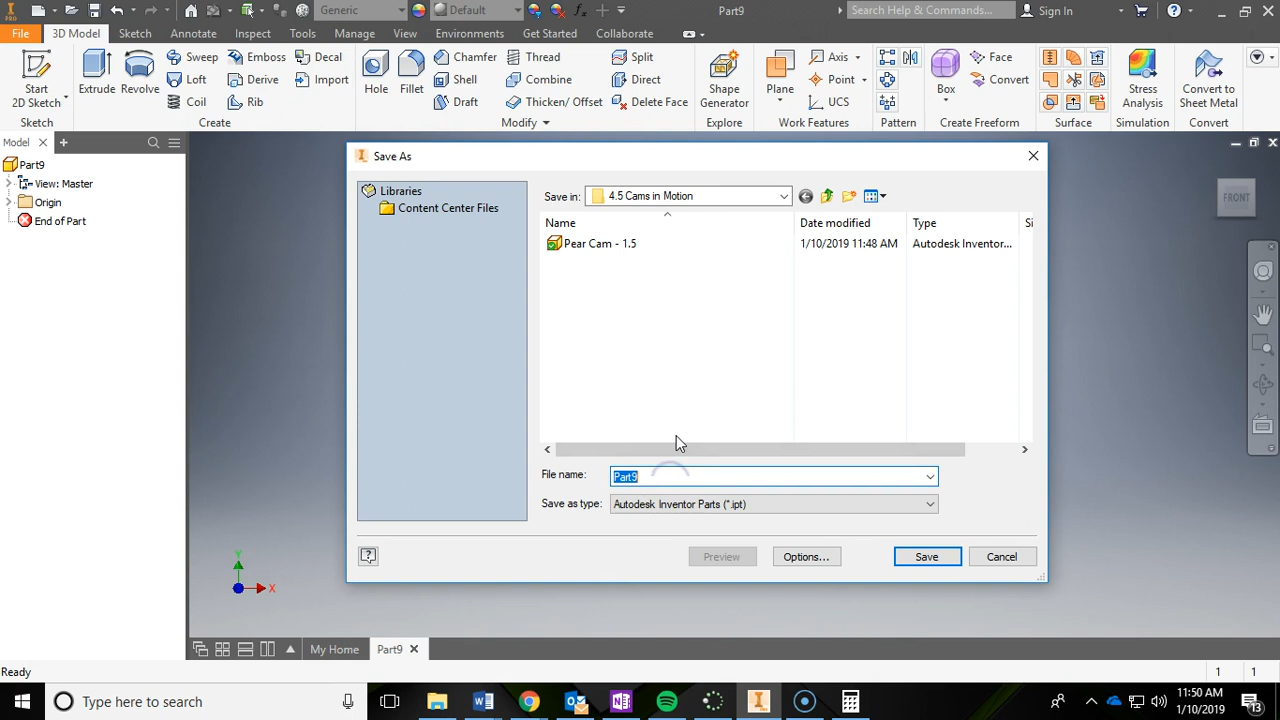 PRO Generic Default Part9 Search Help & Commands... Sign In ?
File 3D Model Sketch Annotate Inspect Tools Manage View Environments Get Started Collaborate
Start
2D Sketch
Sketch
Extrude Revolve
Sweep Emboss Decal
Loft Derive Import
Coil Rib
Create
Hole Fillet
Chamfer Thread Split
Shell Combine Direct
Draft Thicken/ Offset Delete Face
Modify
Shape
Generator
Explore
Plane
Axis
Point
UCS
Work Features
Pattern
Box
Face
Convert
Create Freeform
Surface
Stress
Analysis
Simulation
Convert to
Sheet Metal
Convert
Model
Part9
View: Master
Origin
End of Part
Save As
Libraries
Content Center Files
Save in: 4.5 Cams in Motion
Name Date modified Type Si
Pear Cam - 1.5 1/10/2019 11:48 AM Autodesk Inventor...
File name: Part9
Save as type: Autodesk Inventor Parts (*.ipt)
? Preview Options... Save Cancel
FRONT
Y
X
My Home Part9
Ready 1 1
Type here to search
11:50 AM
1/10/2019
13